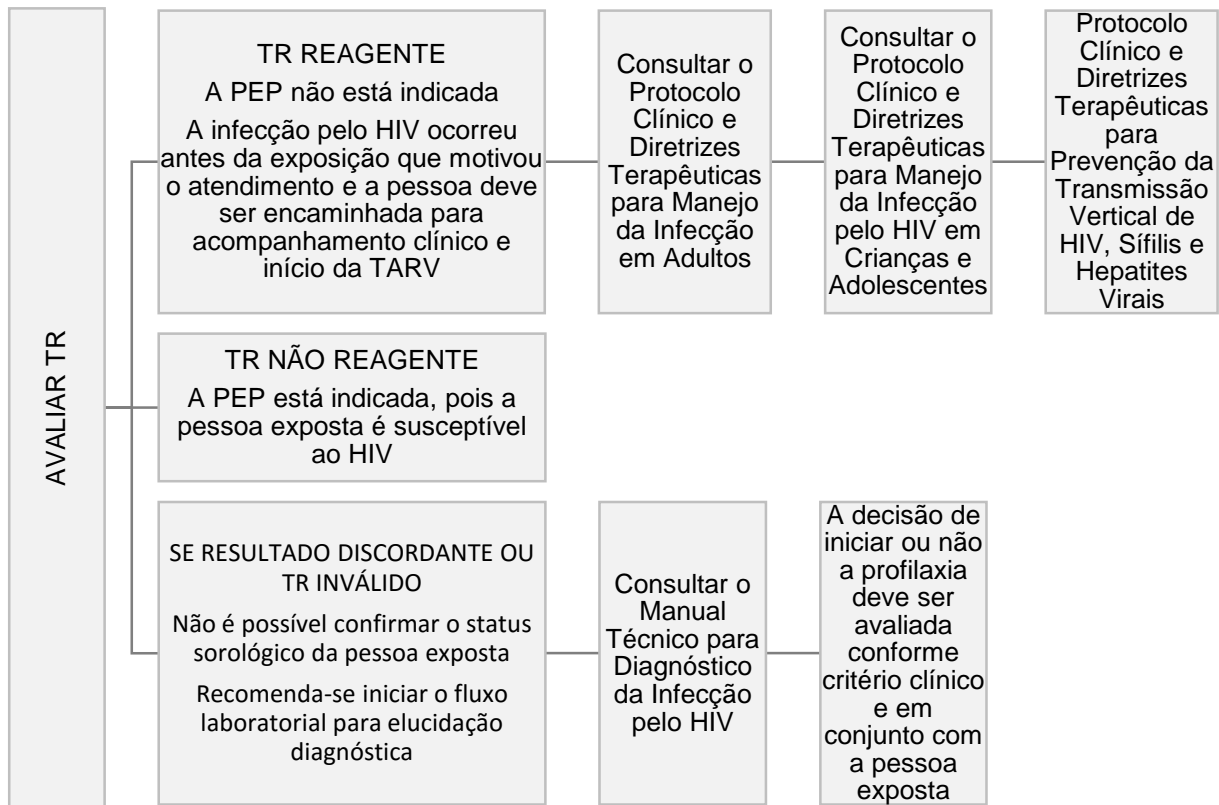 AVALIAR TR
TR REAGENTE
A PEP não está indicada
A infecção pelo HIV ocorreu
antes da exposição que motivou
o atendimento e a pessoa deve
ser encaminhada para
acompanhamento clínico e
início da TARV
Consultar o
Protocolo
Clínico e
Diretrizes
Terapêuticas
para Manejo
da Infecção
em Adultos
Consultar o
Protocolo
Clínico e
Diretrizes
Terapêuticas
para Manejo
da Infecção
pelo HIV em
Crianças e
Adolescentes
Protocolo
Clínico e
Diretrizes
Terapêuticas
para
Prevenção da
Transmissão
Vertical de
HIV, Sífilis e
Hepatites
Virais
TR NÃO REAGENTE
A PEP está indicada, pois a
pessoa exposta é susceptível
ao HIV
SE RESULTADO DISCORDANTE OU
TR INVÁLIDO
Não é possível confirmar o status
sorológico da pessoa exposta
Recomenda-se iniciar o fluxo
laboratorial para elucidação
diagnóstica
Consultar o
Manual
Técnico para
Diagnóstico
da Infecção
pelo HIV
A decisão de
iniciar ou não
a profilaxia
deve ser
avaliada
conforme
critério clínico
e em
conjunto com
a pessoa
exposta